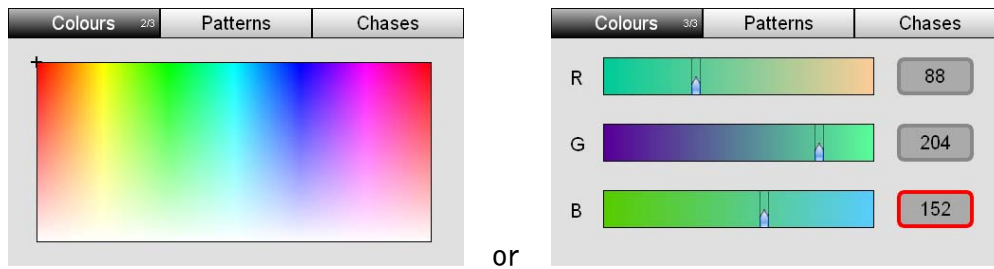 Colours 2/3 Patterns Chases
Colours 3/3 Patterns Chases
R 88
G 204
B 152
or